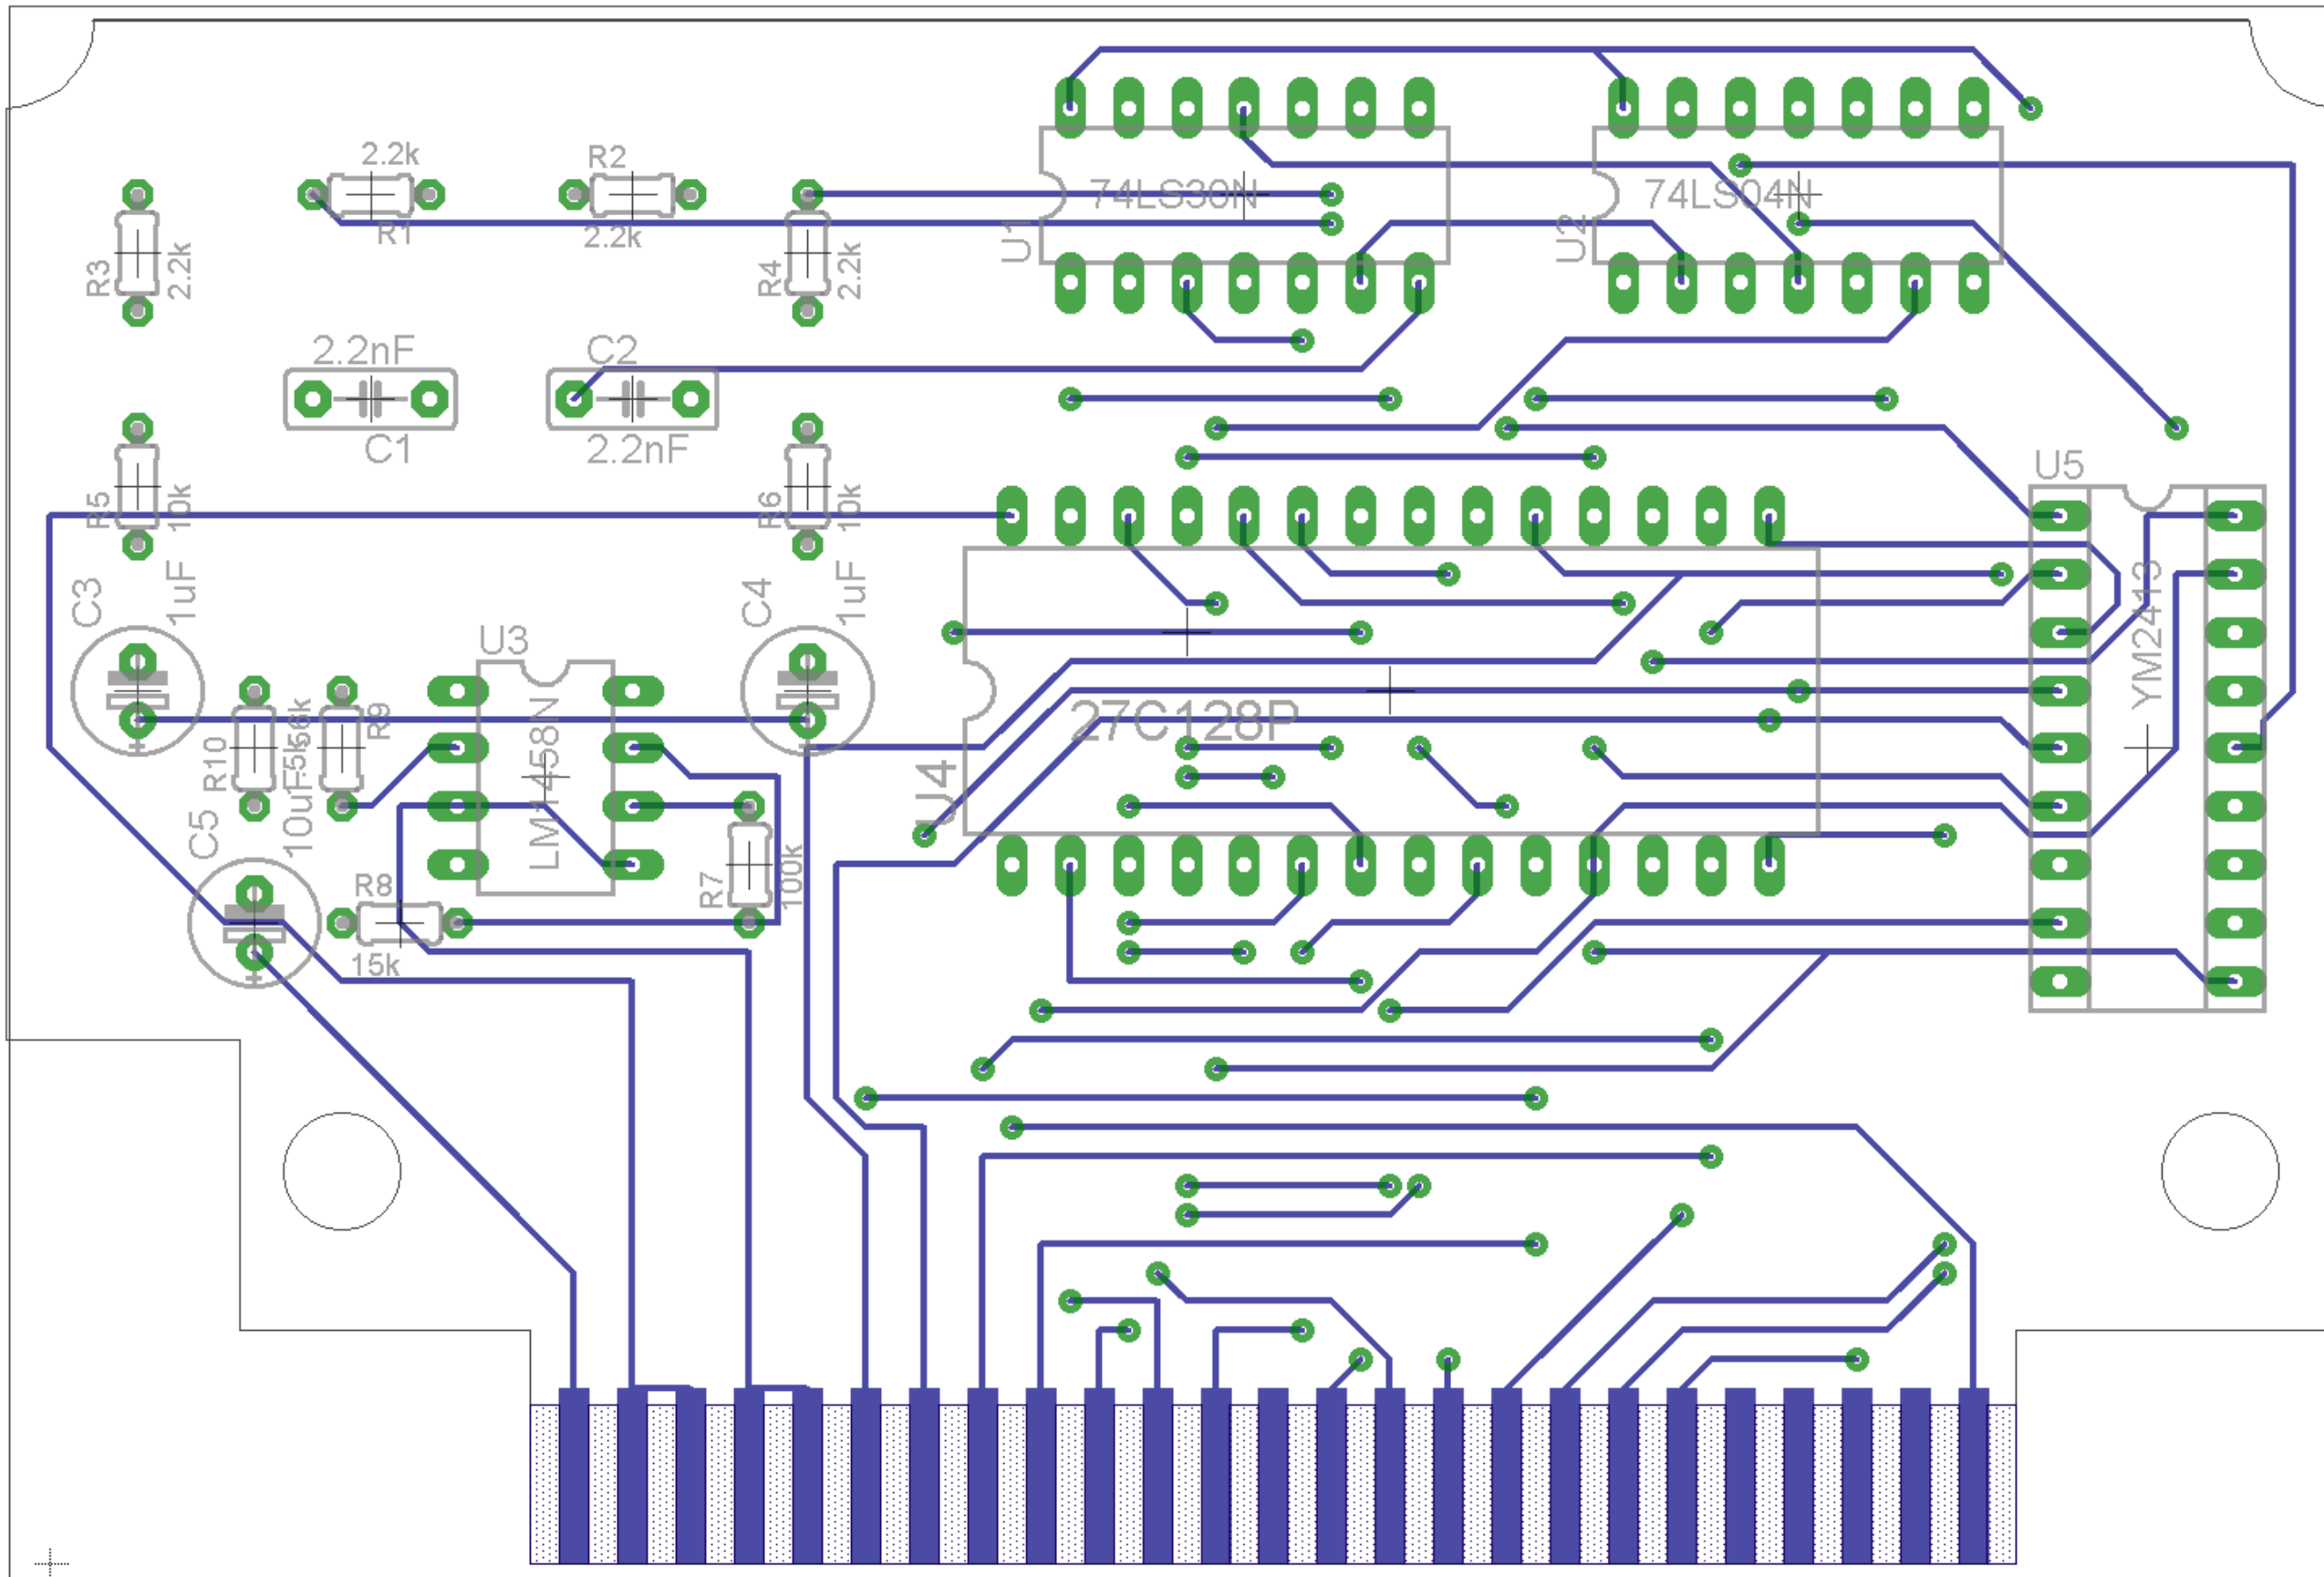 2.2k
R1
R2
2.2k
R3
2.2k
R4
2.2k
U1
74LS30N
U2
74LS04N
2.2nF
C1
C2
2.2nF
R5
10k
R6
10k
U5
YM2413
C3
1uF
C4
1uF
U3
LM1458N
R10
R9
27C128P
U4
C5
10uF
R8
15k
R7
100k